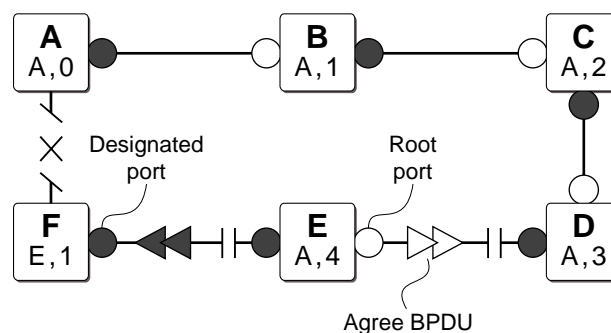 A
A,0
B
A,1
C
A,2
Designated
port
Root
port
F
E,1
E
A,4
D
A,3
Agree BPDU